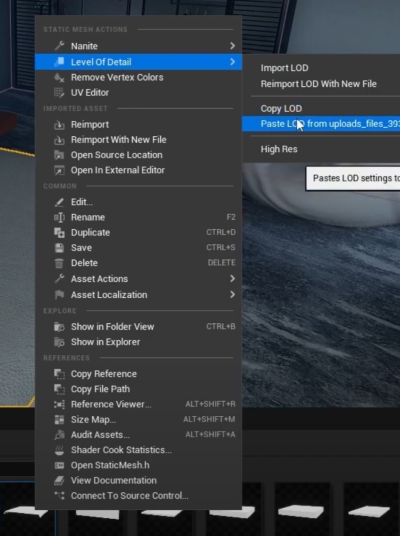 STATIC MESH ACTIONS
Nanite
Level Of Detail
Remove Vertex Colors
UV Editor
IMPORTED ASSET
Reimport
Reimport With New File
Open Source Location
Open In External Editor
COMMON
Edit...
Rename F2
Duplicate CTRL+D
Save CTRL+S
Delete DELETE
Asset Actions
Asset Localization
EXPLORE
Show in Folder View CTRL+B
Show in Explorer
REFERENCES
Copy Reference
Copy File Path
Reference Viewer... ALT+SHIFT+R
Size Map... ALT+SHIFT+M
Audit Assets... ALT+SHIFT+A
Shader Cook Statistics...
Open StaticMesh.h
View Documentation
Connect To Source Control...
Import LOD
Reimport LOD With New File
Copy LOD
Paste LOD from uploads_files_393
High Res
Pastes LOD settings to